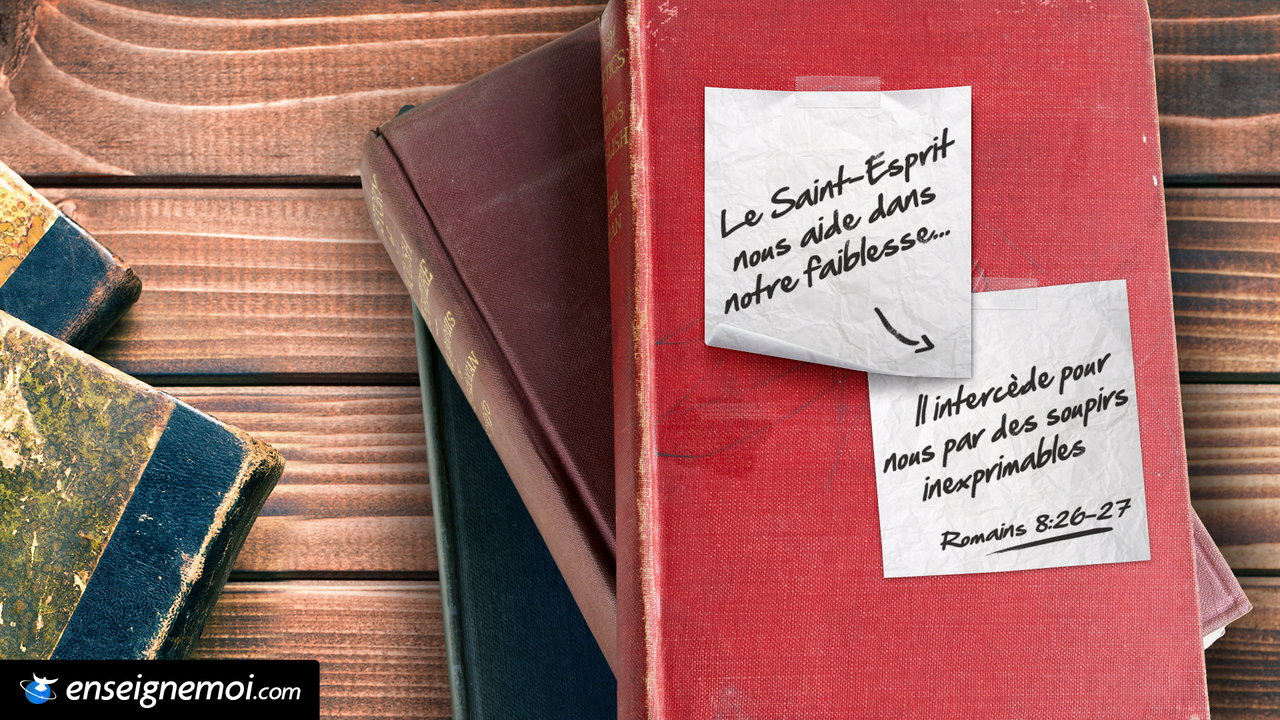 Le Saint-Esprit
nous aide dans
notre faiblesse...
Il intercède pour
nous par des soupirs
inexprimables
Romains 8:26-27
enseignemoi.com